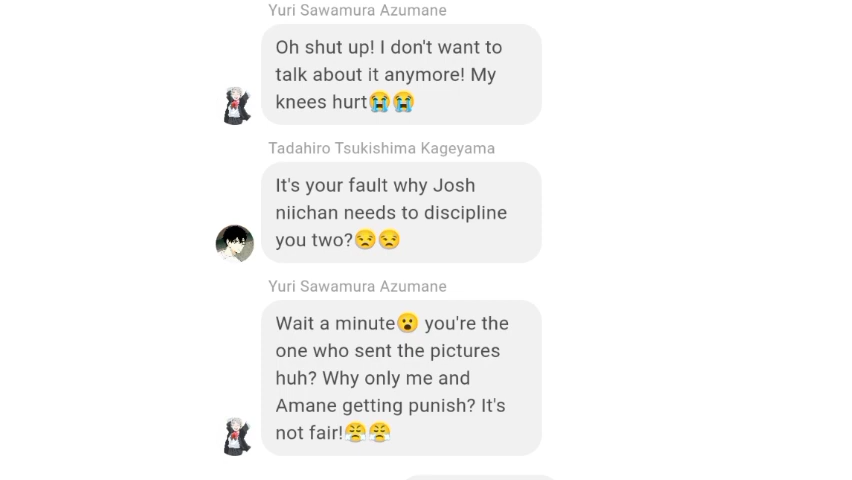 Yuri Sawamura Azumane
Oh shut up! I don't want to
talk about it anymore! My
knees hurt😭😭
Tadahiro Tsukishima Kageyama
It's your fault why Josh
niichan needs to discipline
you two?😒😒
Yuri Sawamura Azumane
Wait a minute😮 you're the
one who sent the pictures
huh? Why only me and
Amane getting punish? It's
not fair!😤😤